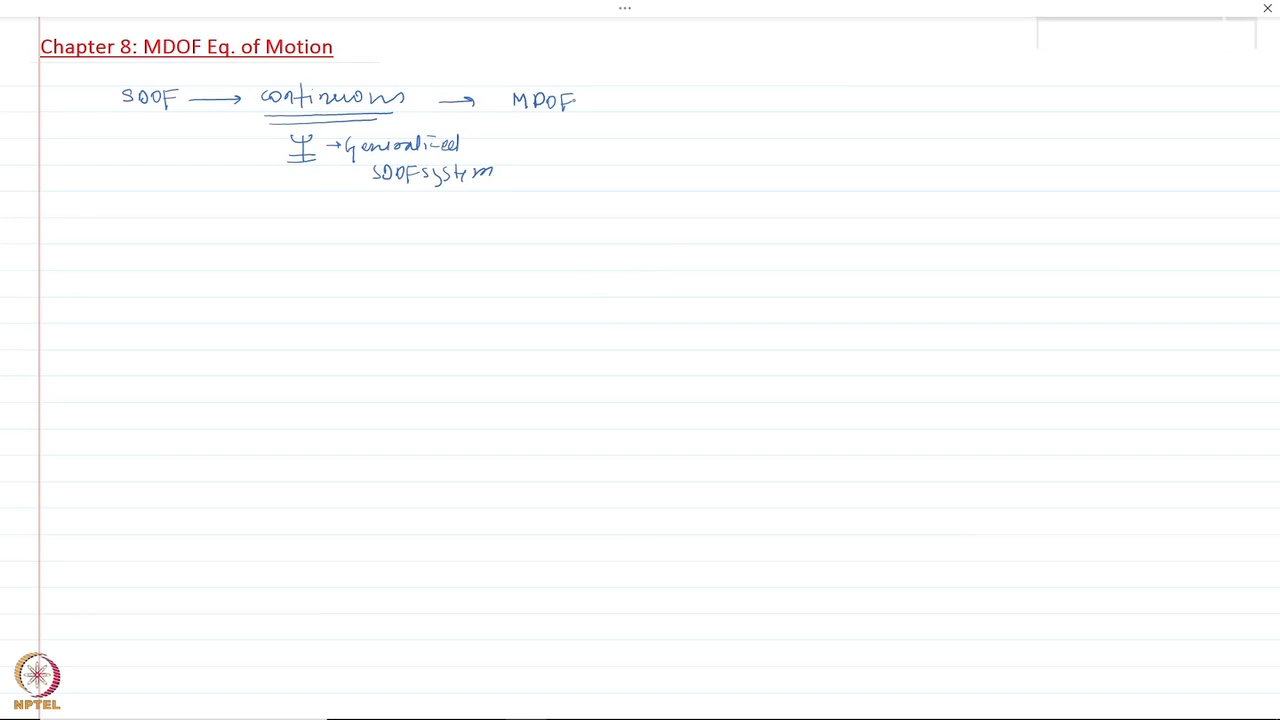 Chapter 8: MDOF Eq. of Motion
SDOF → continuous → MDOF
Ψ → Generalized
SDOF system
NPTEL